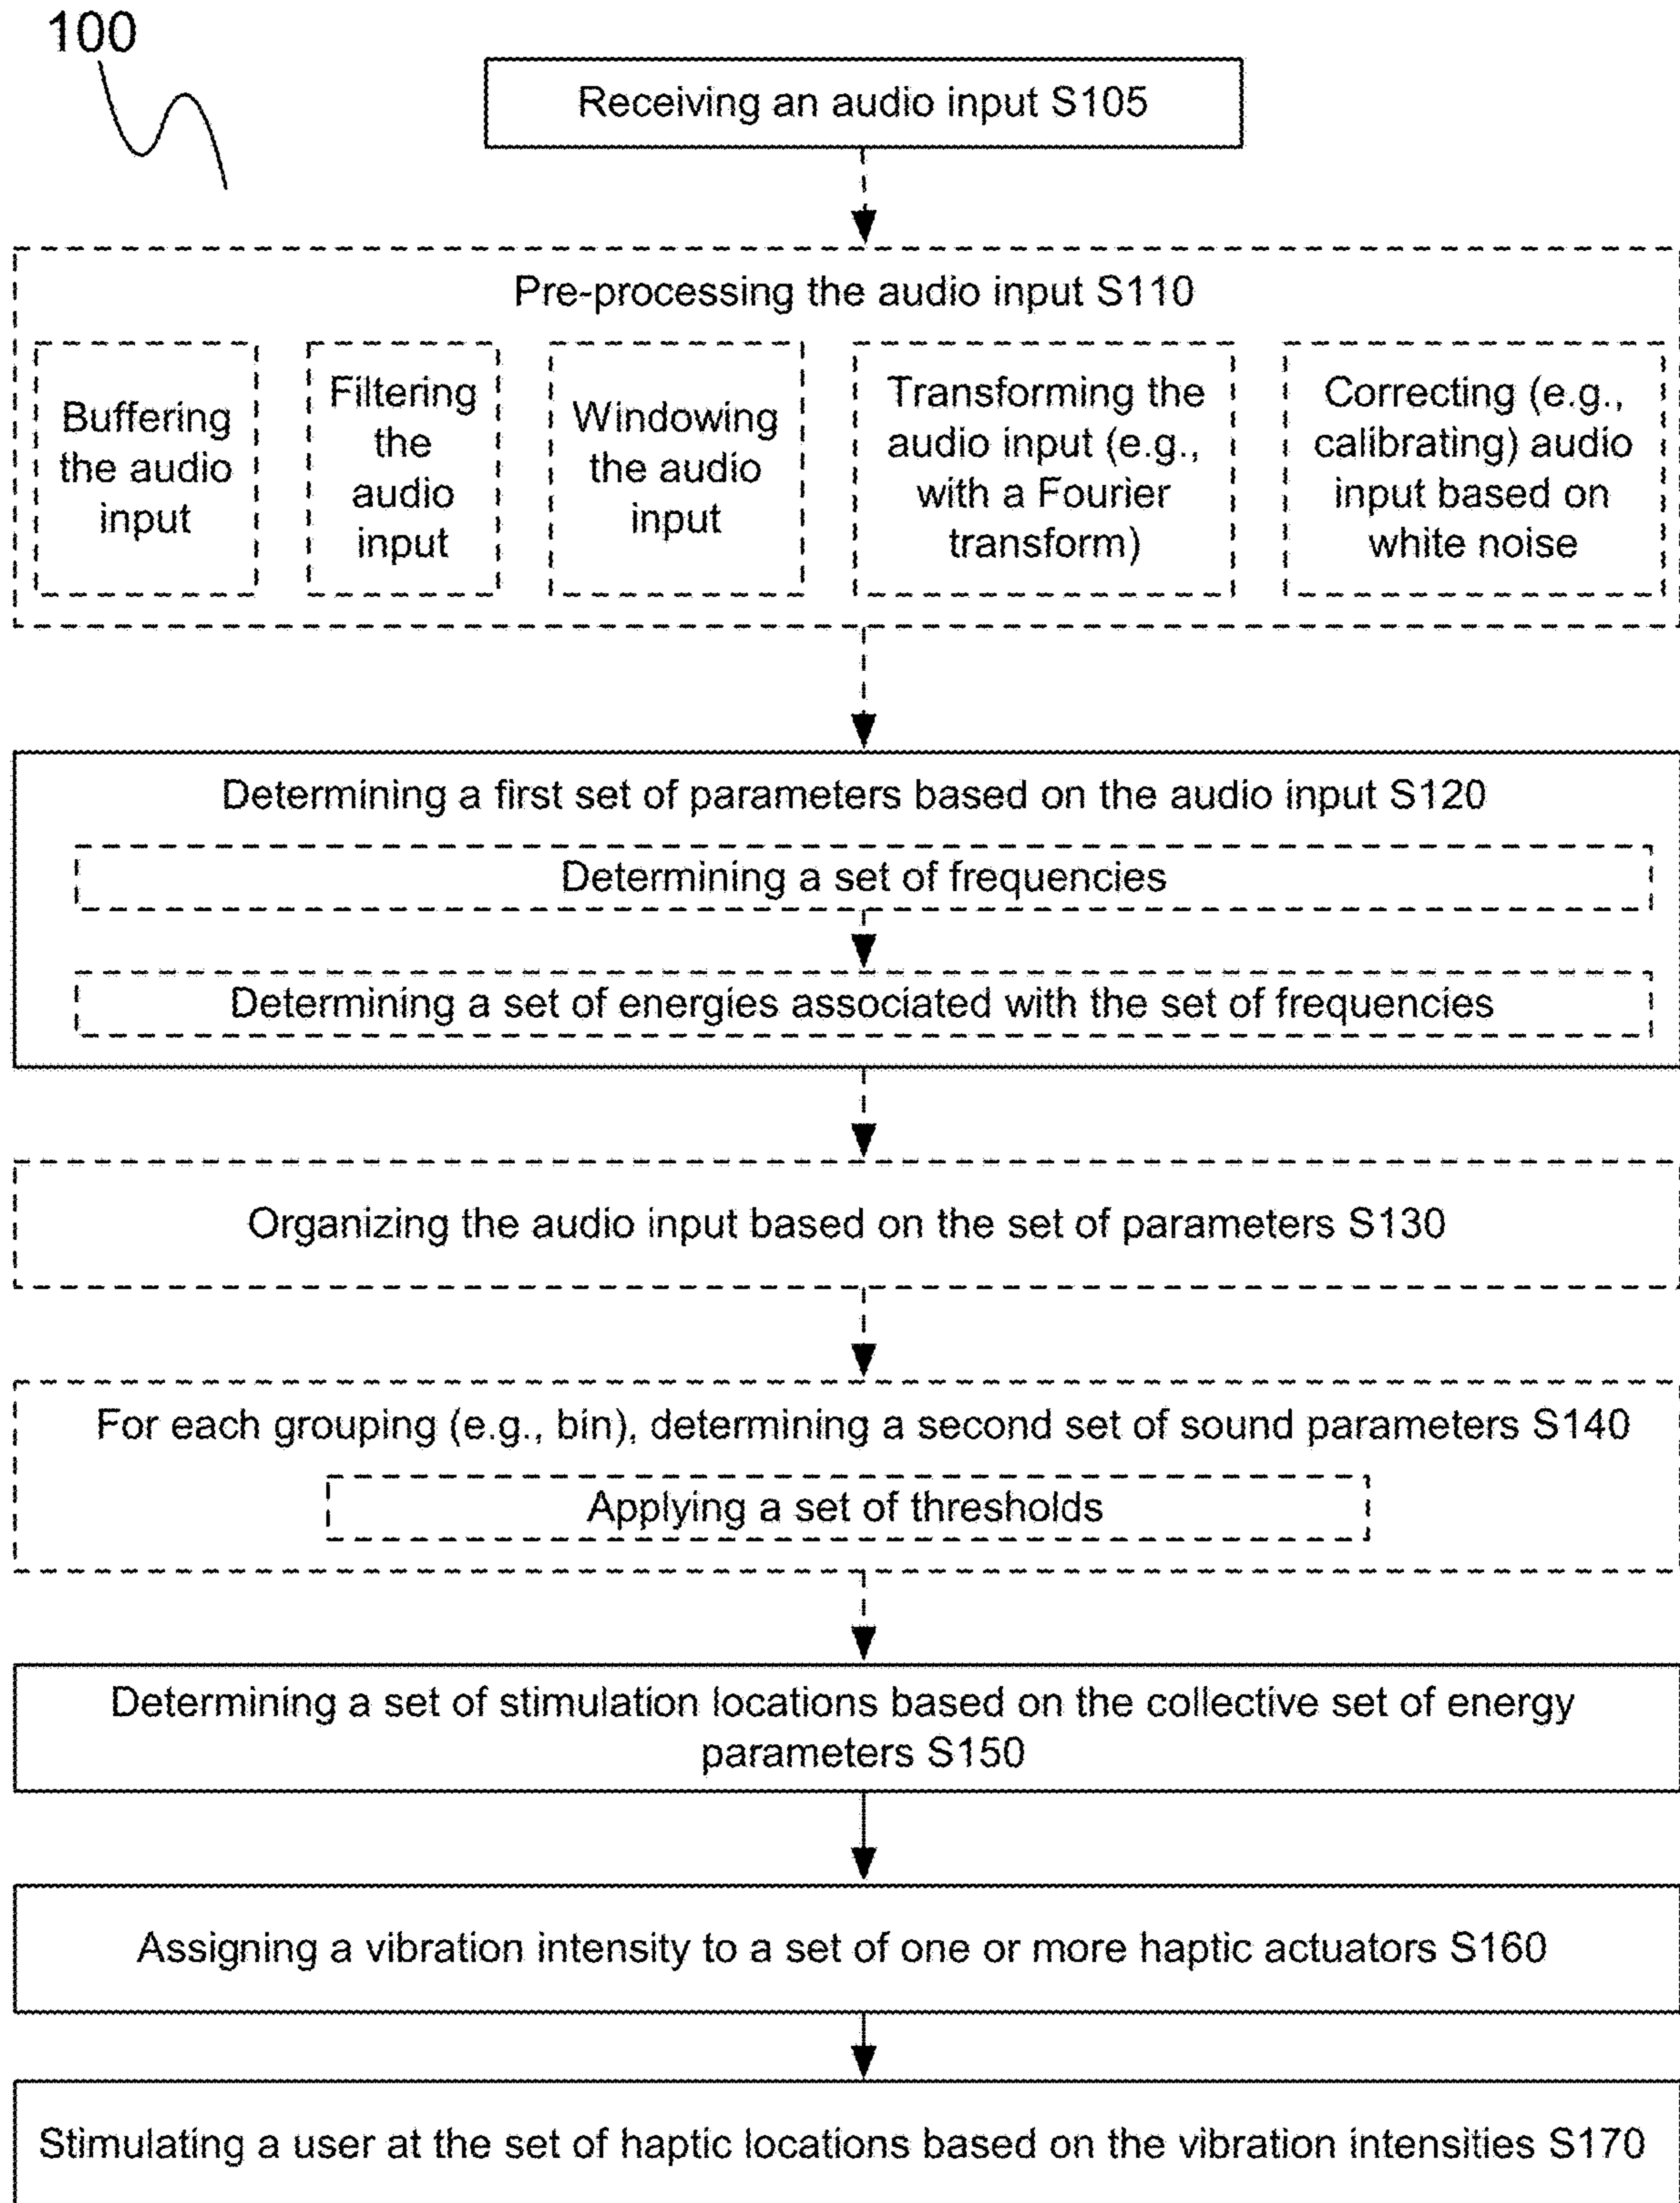 100
Receiving an audio input S105
Pre-processing the audio input S110
Buffering
the audio
input
Filtering
the
audio
input
Windowing
the audio
input
Transforming the
audio input (e.g.,
with a Fourier
transform)
Correcting (e.g.,
calibrating) audio
input based on
white noise
Determining a first set of parameters based on the audio input S120
Determining a set of frequencies
Determining a set of energies associated with the set of frequencies
Organizing the audio input based on the set of parameters S130
For each grouping (e.g., bin), determining a second set of sound parameters S140
Applying a set of thresholds
Determining a set of stimulation locations based on the collective set of energy
parameters S150
Assigning a vibration intensity to a set of one or more haptic actuators S160
Stimulating a user at the set of haptic locations based on the vibration intensities S170